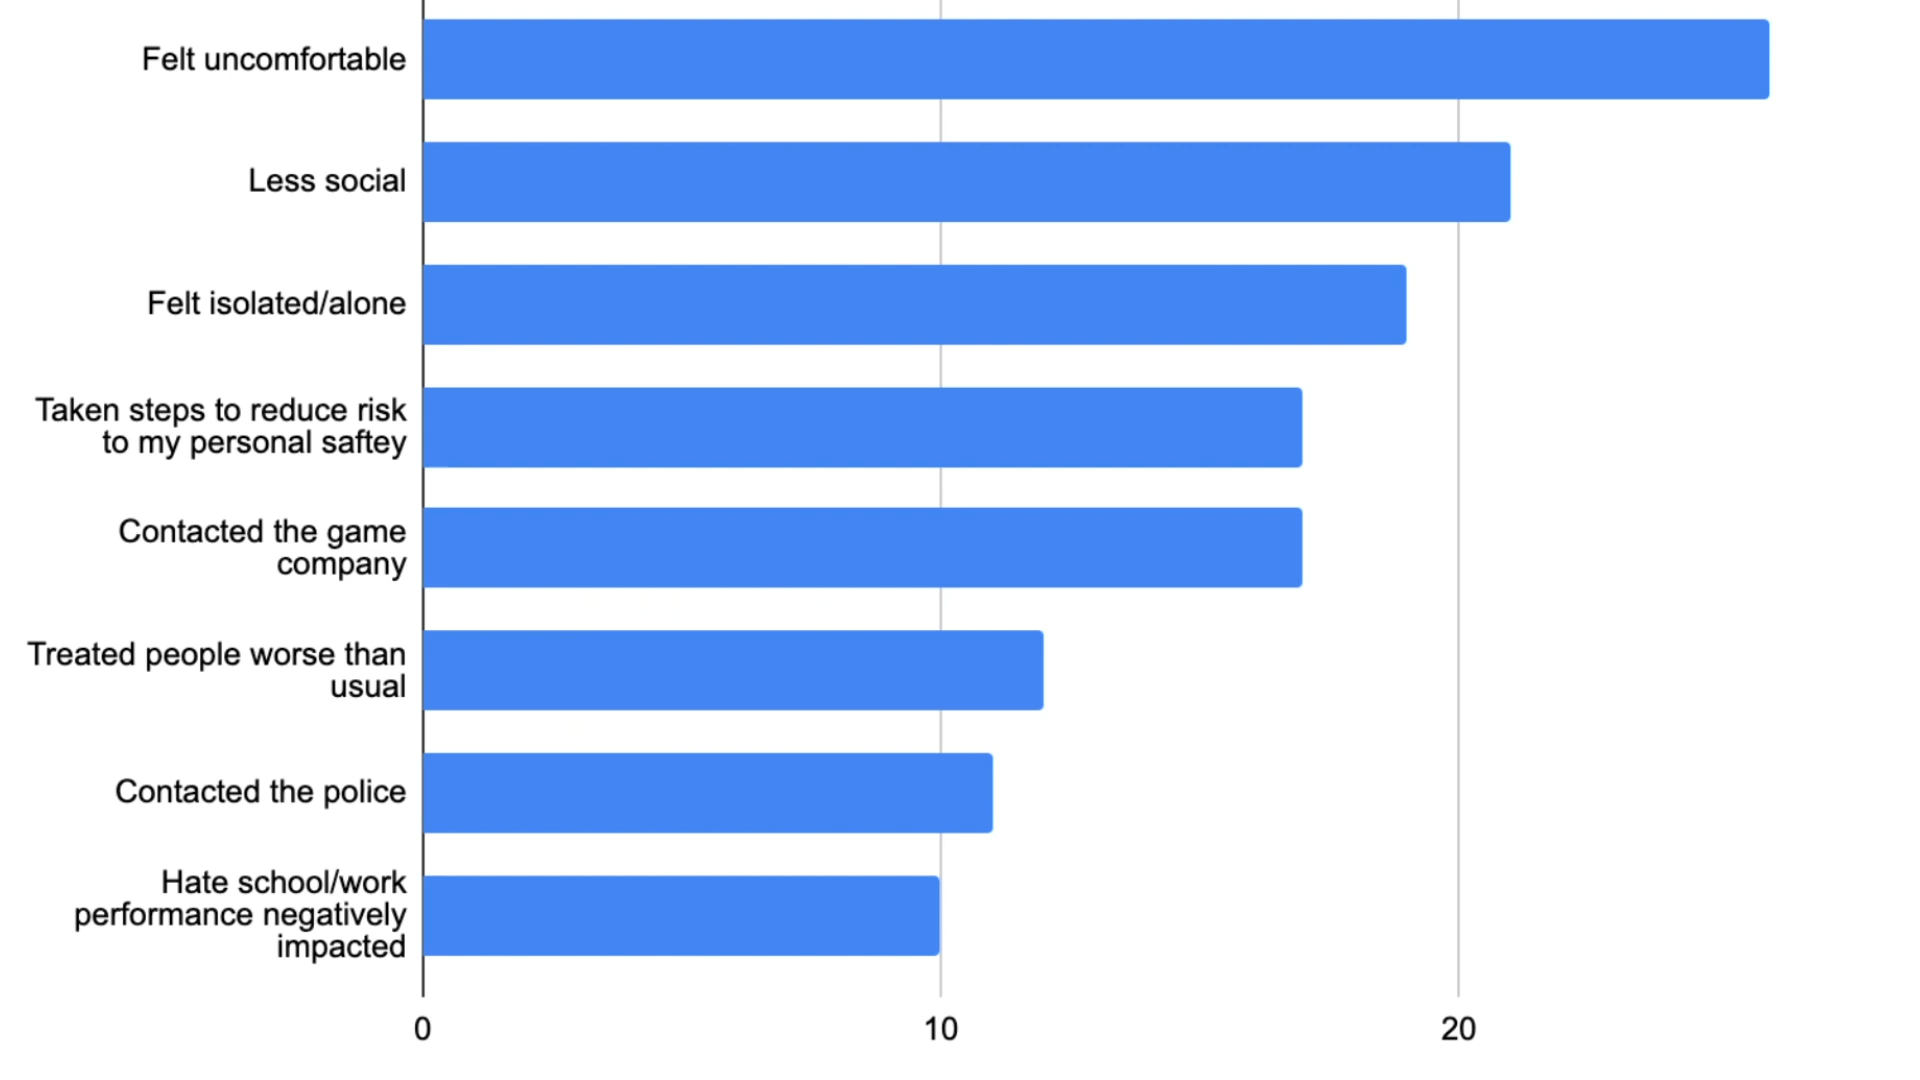 Felt uncomfortable
Less social
Felt isolated/alone
Taken steps to reduce risk
to my personal saftey
Contacted the game
company
Treated people worse than
usual
Contacted the police
Hate school/work
performance negatively
impacted
0 10 20